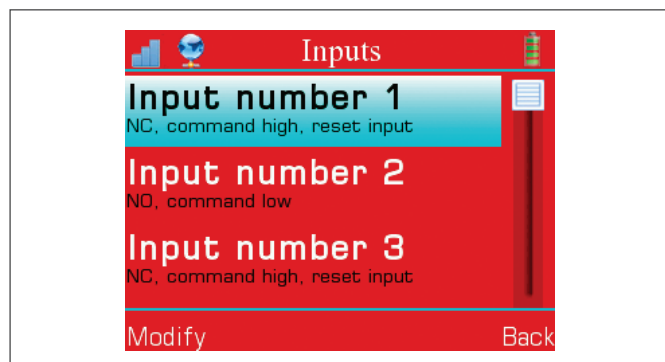 Inputs
Input number 1
NC, command high, reset input
Input number 2
NO, command low
Input number 3
NC, command high, reset input
Modify Back